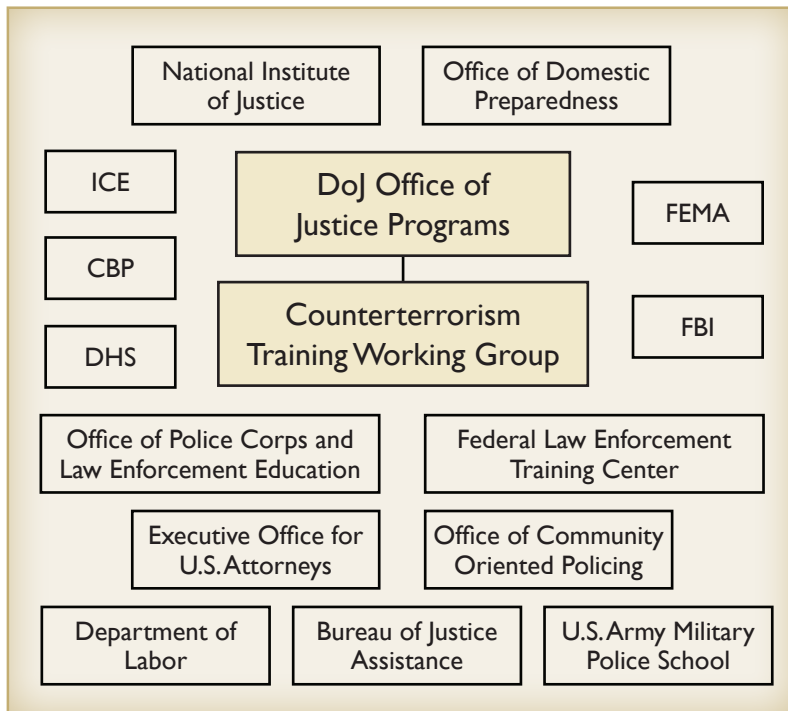 National Institute
of Justice
Office of Domestic
Preparedness
ICE
DoJ Office of
Justice Programs
FEMA
CBP
Counterterrorism
Training Working Group
FBI
DHS
Office of Police Corps and
Law Enforcement Education
Federal Law Enforcement
Training Center
Executive Office for
U.S. Attorneys
Office of Community
Oriented Policing
Department of
Labor
Bureau of Justice
Assistance
U.S. Army Military
Police School